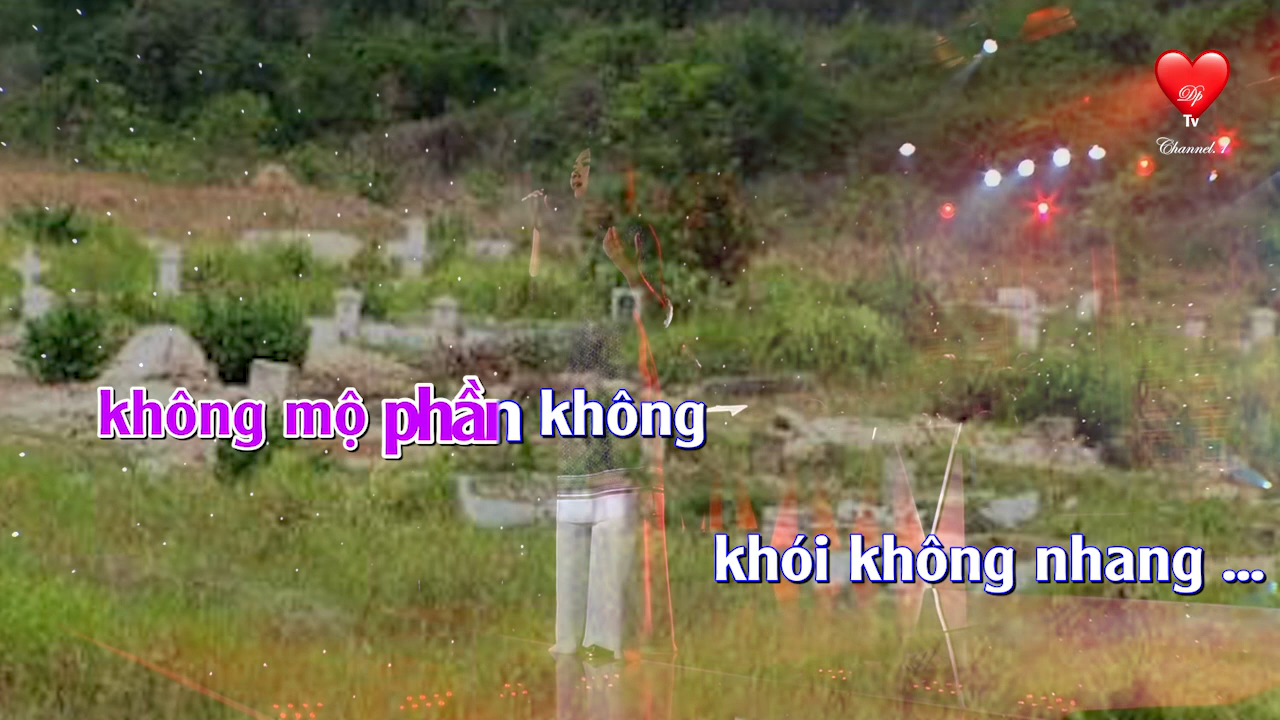 Dp
Tv
Channel. 1
không mộ phần không
khói không nhang ...